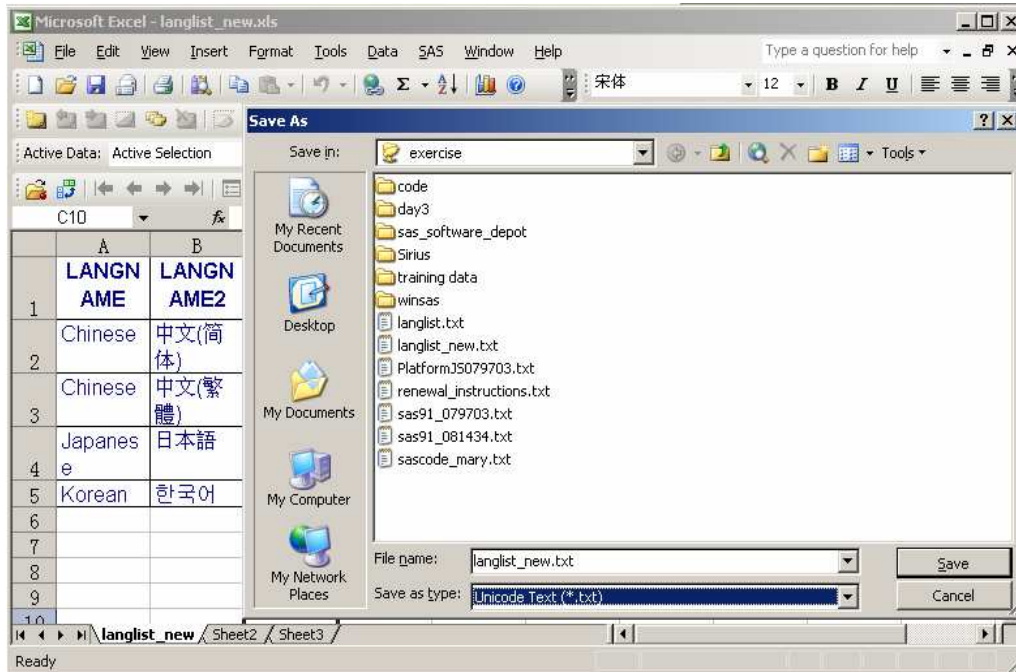 Microsoft Excel - langlist_new.xls
File Edit View Insert Format Tools Data SAS Window Help Type a question for help
宋体 12 B I U
Active Data: Active Selection
C10 fx
A B
1 LANGN
AME LANGN
AME2
2 Chinese 中文(简
体)
3 Chinese 中文(繁
體)
4 Japanes
e 日本語
5 Korean 한국어
6
7
8
9
10
Save As
Save in: exercise Tools
My Recent
Documents
Desktop
My Documents
My Computer
My Network
Places
code
day3
sas_software_depot
Sirius
training data
winsas
langlist.txt
langlist_new.txt
PlatformJS079703.txt
renewal_instructions.txt
sas91_079703.txt
sas91_081434.txt
sascode_mary.txt
File name: langlist_new.txt Save
Save as type: Unicode Text (*.txt) Cancel
langlist_new Sheet2 Sheet3
Ready